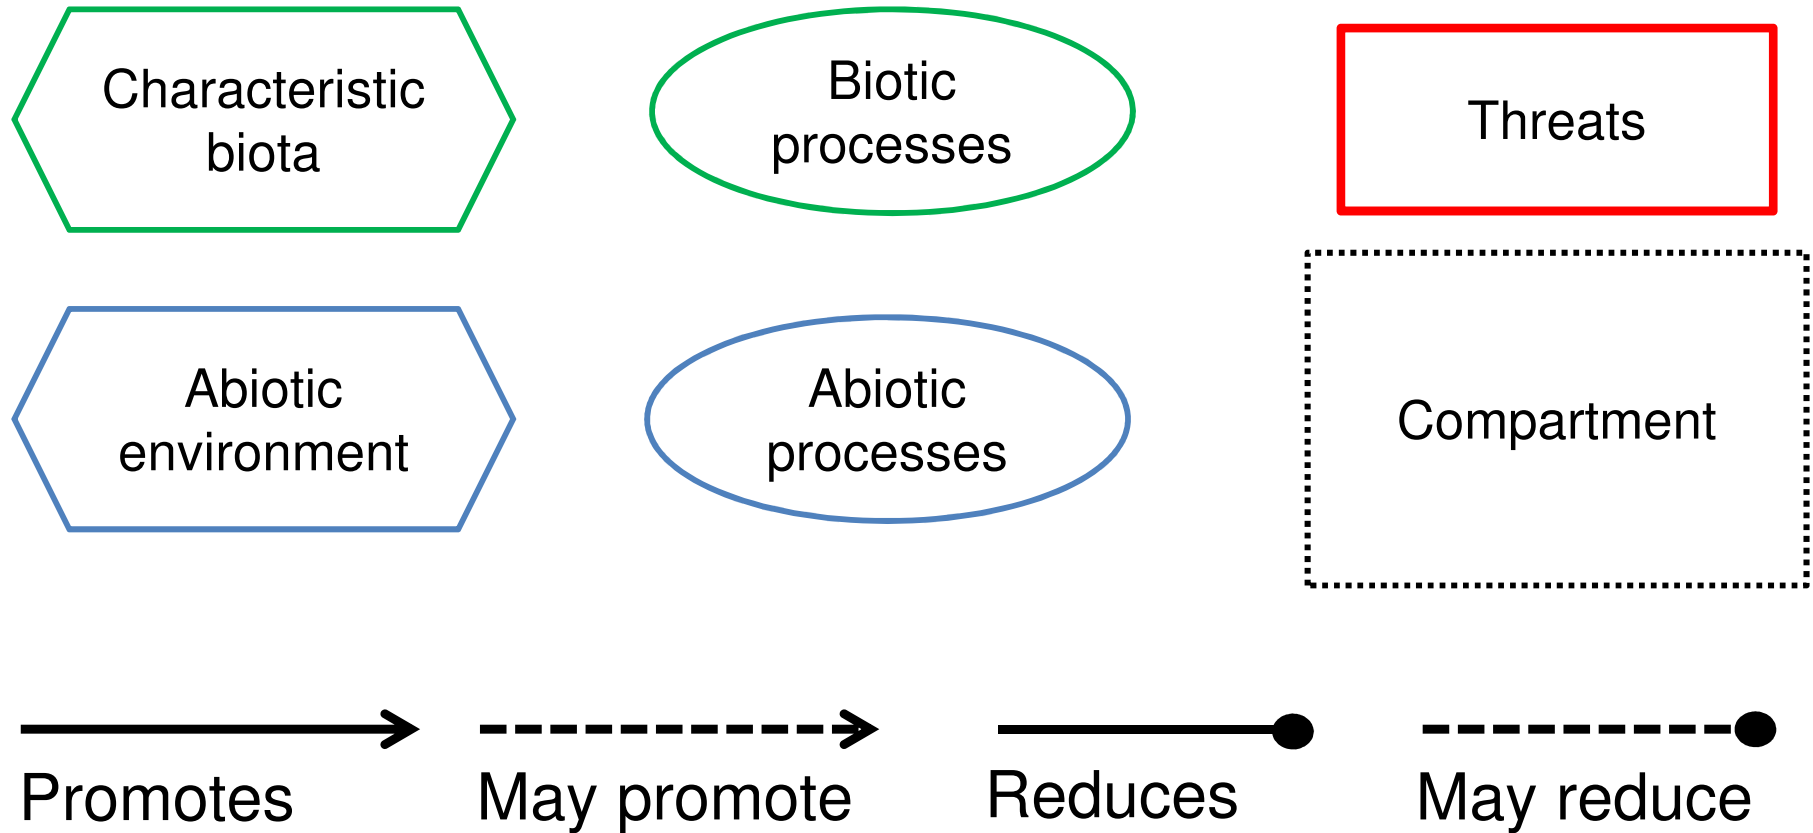 Characteristic
biota
Biotic
processes
Threats
Abiotic
environment
Abiotic
processes
Compartment
Promotes
May promote
Reduces
May reduce